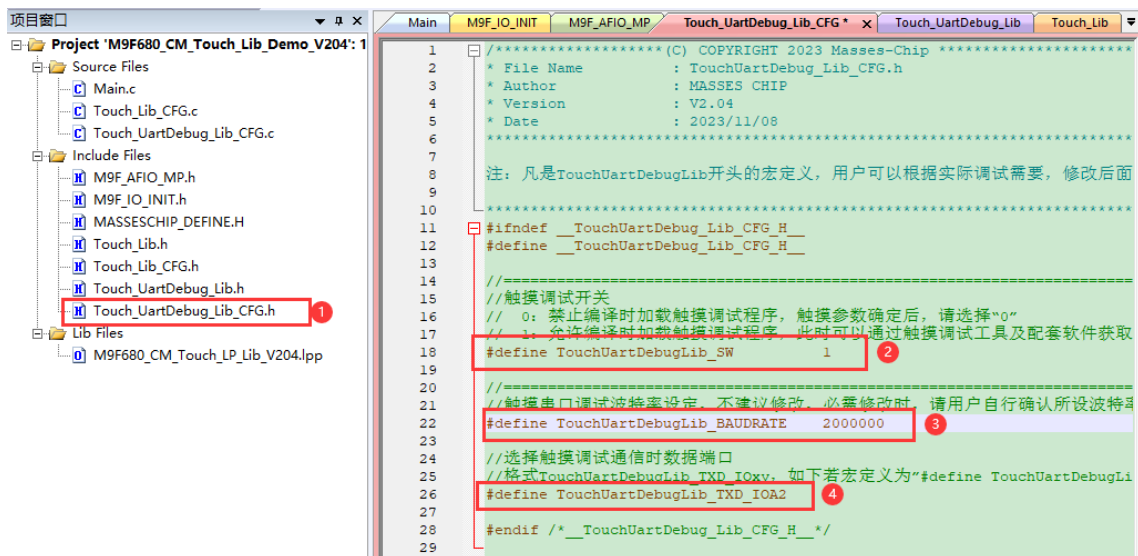 项目窗口
Project 'M9F680_CM_Touch_Lib_Demo_V204': 1
Source Files
Main.c
Touch_Lib_CFG.c
Touch_UartDebug_Lib_CFG.c
Include Files
M9F_AFIO_MP.h
M9F_IO_INIT.h
MASSESCHIP_DEFINE.H
Touch_Lib.h
Touch_Lib_CFG.h
Touch_UartDebug_Lib.h
Touch_UartDebug_Lib_CFG.h
1
Lib Files
M9F680_CM_Touch_LP_Lib_V204.lpp
Main M9F_IO_INIT M9F_AFIO_MP Touch_UartDebug_Lib_CFG * Touch_UartDebug_Lib Touch_Lib
1 /*******************(C) COPYRIGHT 2023 Masses-Chip **********************
2 * File Name : TouchUartDebug_Lib_CFG.h
3 * Author : MASSES CHIP
4 * Version : V2.04
5 * Date : 2023/11/08
6 *************************************************************************
7
8 注：凡是TouchUartDebugLib开头的宏定义，用户可以根据实际调试需要，修改后面
9
10 *************************************************************************
11 #ifndef __TouchUartDebug_Lib_CFG_H__
12 #define __TouchUartDebug_Lib_CFG_H__
13
14 //=======================================================================
15 //触摸调试开关
16 // 0：禁止编译时加载触摸调试程序，触摸参数确定后，请选择“0”
17 // 1：允许编译时加载触摸调试程序，此时可以通过触摸调试工具及配套软件获取
18 #define TouchUartDebugLib_SW 1
2
19
20 //=======================================================================
21 //触摸串口调试波特率设定，不建议修改，必需修改时，请用户自行确认所设波特率
22 #define TouchUartDebugLib_BAUDRATE 2000000
3
23
24 //选择触摸调试通信时数据端口
25 //格式TouchUartDebugLib_TXD_IOxy，如下若宏定义为“#define TouchUartDebugLi
26 #define TouchUartDebugLib_TXD_IOA2
4
27
28 #endif /*__TouchUartDebug_Lib_CFG_H__*/
29